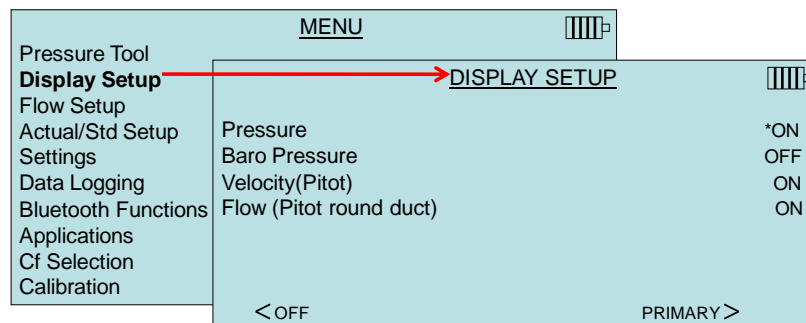 MENU
Pressure Tool
Display Setup
Flow Setup
Actual/Std Setup
Settings
Data Logging
Bluetooth Functions
Applications
Cf Selection
Calibration
DISPLAY SETUP
Pressure *ON
Baro Pressure OFF
Velocity(Pitot) ON
Flow (Pitot round duct) ON
<OFF PRIMARY>